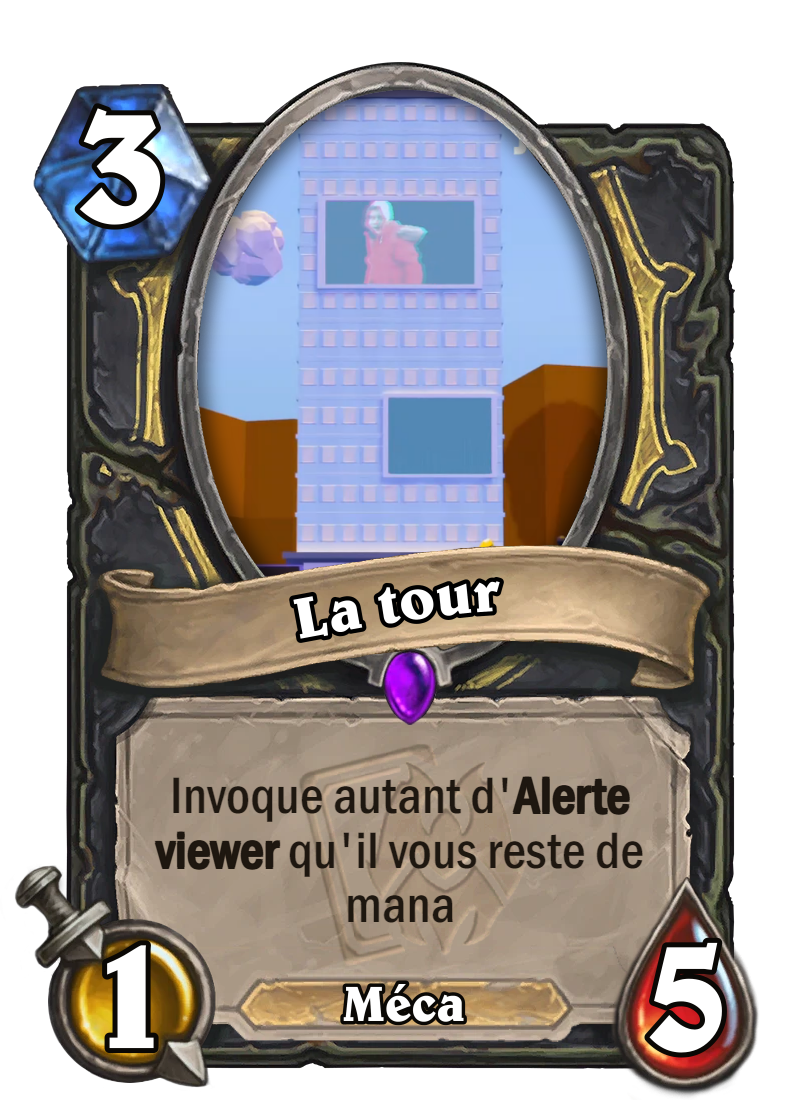 3
La tour
Invoque autant d'Alerte
viewer qu'il vous reste de
mana
1
Méca
5